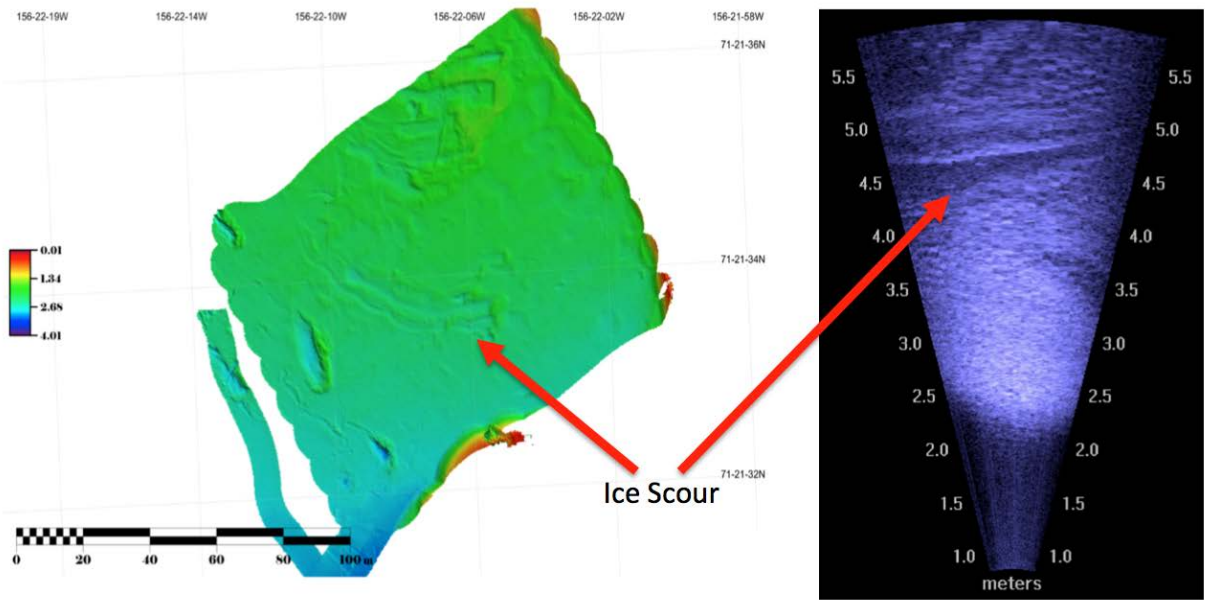 156-22-19W 156-22-14W 156-22-10W 156-22-06W 156-22-02W 156-21-58W
71-21-36N
0.01
1.34
2.68
4.01
71-21-34N
71-21-32N
Ice Scour
0 20 40 60 80 100 m
5.5 5.5
5.0 5.0
4.5 4.5
4.0 4.0
3.5 3.5
3.0 3.0
2.5 2.5
2.0 2.0
1.5 1.5
1.0 1.0
meters